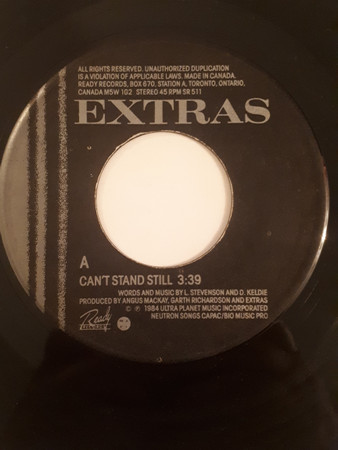 ALL RIGHTS RESERVED. UNAUTHORIZED DUPLICATION
IS A VIOLATION OF APPLICABLE LAWS. MADE IN CANADA.
READY RECORDS, BOX 670, STATION A, TORONTO, ONTARIO,
CANADA M5W 1G2 STEREO 45 RPM SR 511
EXTRAS
A
CAN'T STAND STILL 3:39
WORDS AND MUSIC BY L. STEVENSON AND D. KELDIE
PRODUCED BY ANGUS MACKAY, GARTH RICHARDSON AND EXTRAS
© ℗ 1984 ULTRA PLANET MUSIC INCORPORATED
NEUTRON SONGS CAPAC/BIO MUSIC PRO
Ready
RECORDS